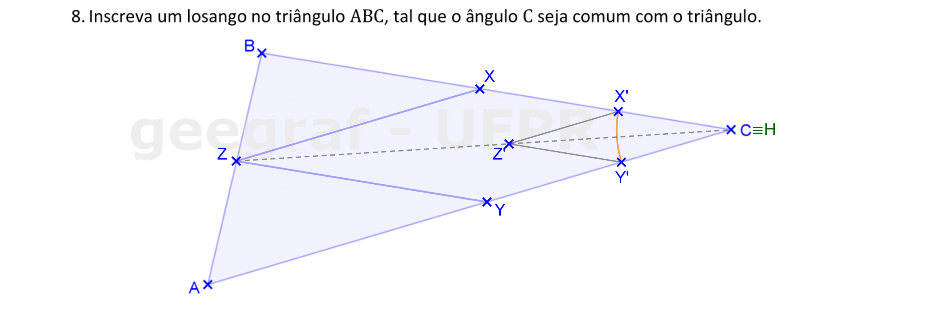 8. Inscreva um losango no triângulo ABC, tal que o ângulo C seja comum com o triângulo.
B
X
X'
geegraf - UFPR
C≡H
Z
Z'
Y'
Y
A